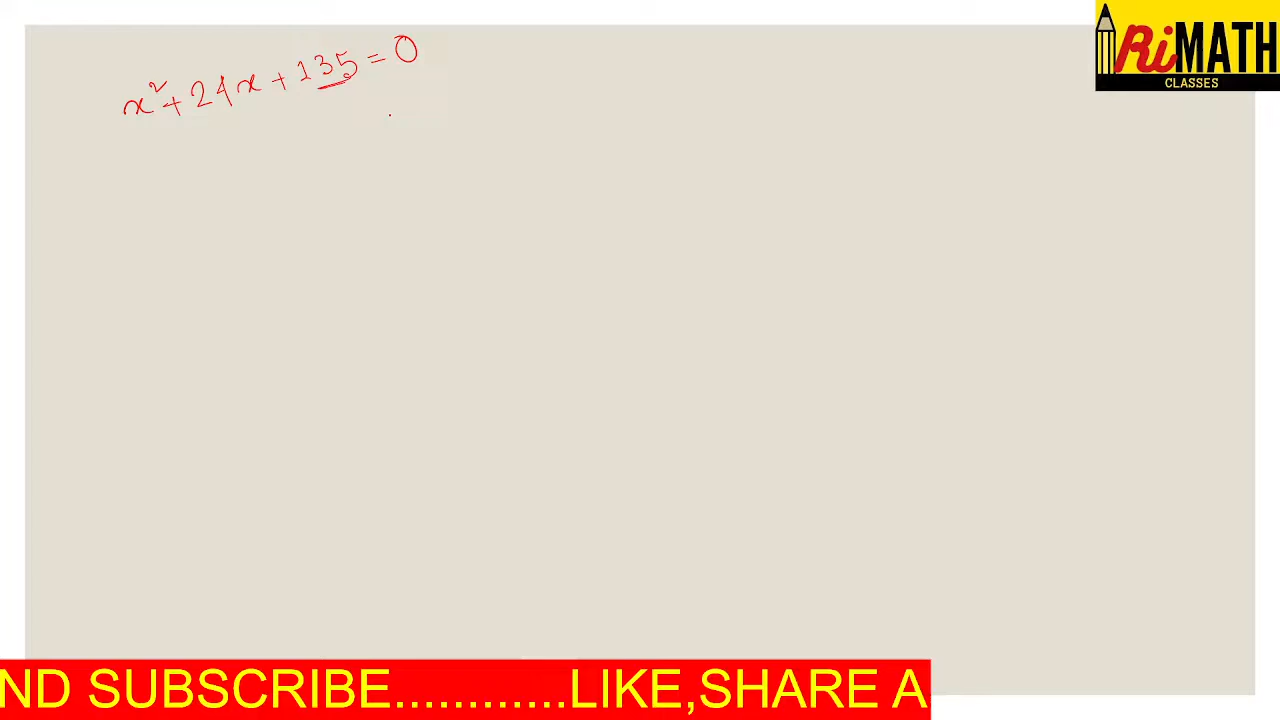 x² + 24x + 135 = 0
RiMATH
CLASSES
ND SUBSCRIBE............LIKE,SHARE A